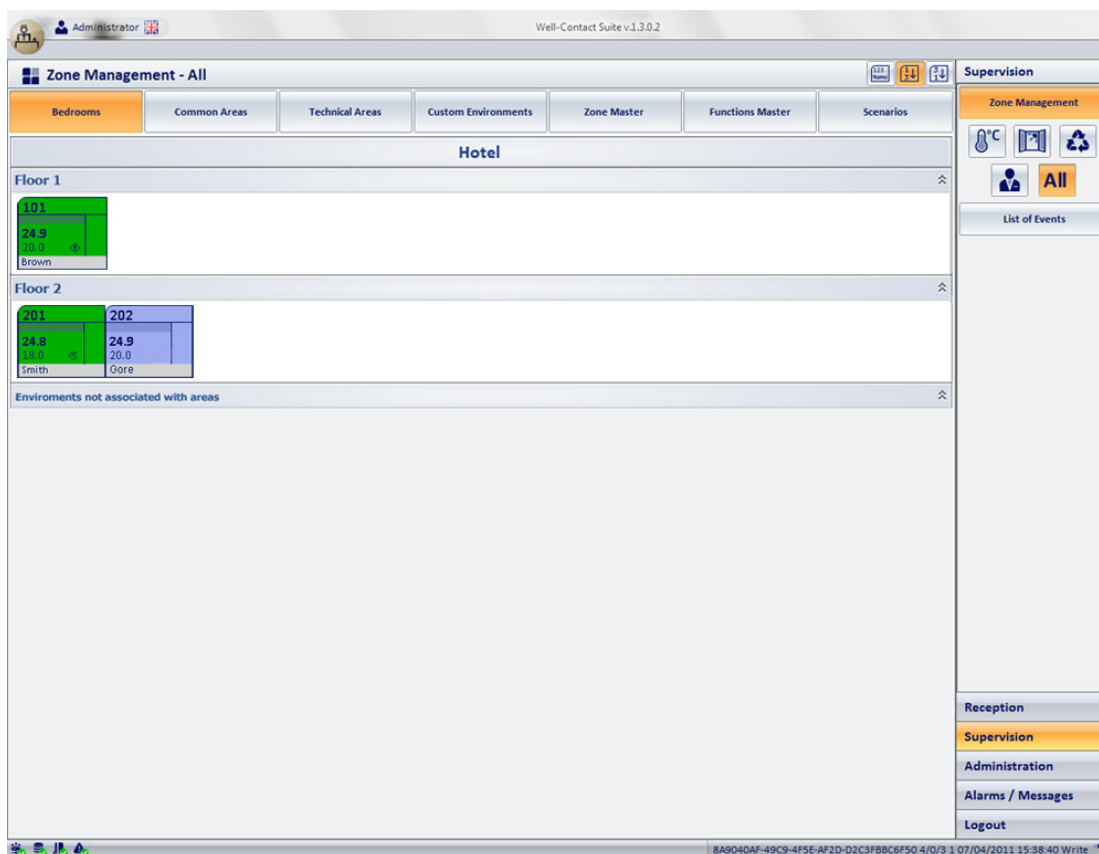 Administrator
Well-Contact Suite v.1.3.0.2
Zone Management - All
123 Name
Supervision
Bedrooms
Common Areas
Technical Areas
Custom Environments
Zone Master
Functions Master
Scenarios
Zone Management
Hotel
°C
All
List of Events
Floor 1
101
24.9
20.0
Brown
Floor 2
201
202
24.8
24.9
18.0
20.0
Smith
Gore
Enviroments not associated with areas
Reception
Supervision
Administration
Alarms / Messages
Logout
8A9040AF-49C9-4F5E-AF2D-D2C3FBBC6F50 4/0/3 1 07/04/2011 15:38:40 Write